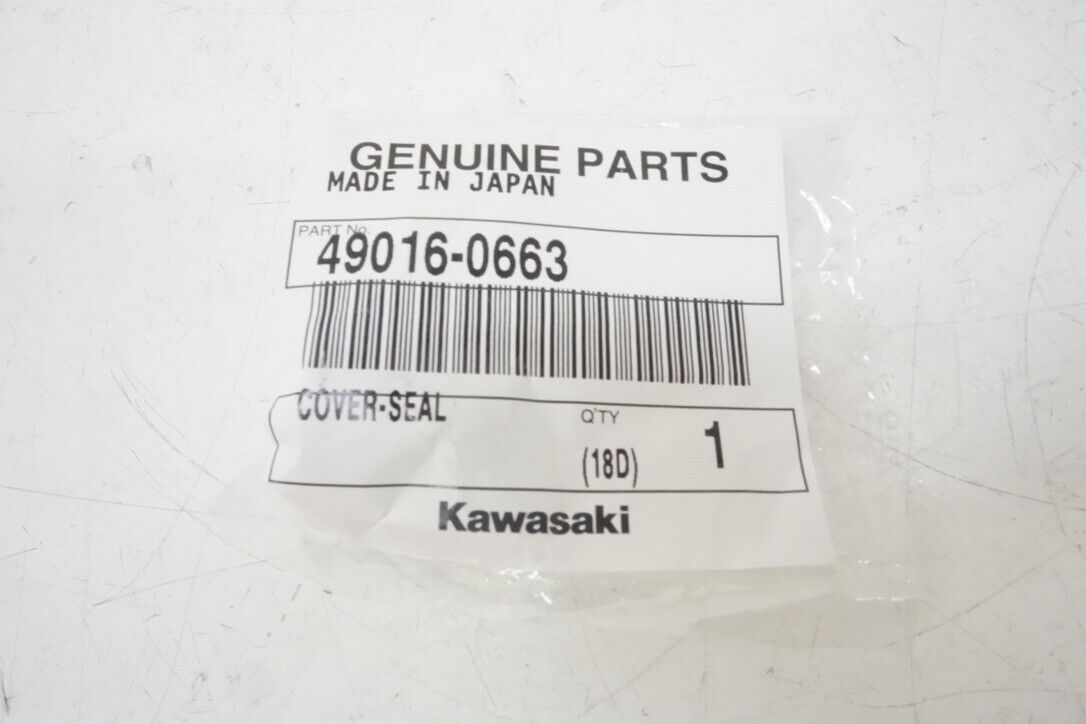 GENUINE PARTS
MADE IN JAPAN
PART No.
49016-0663
COVER-SEAL
Q'TY
(18D)
1
Kawasaki